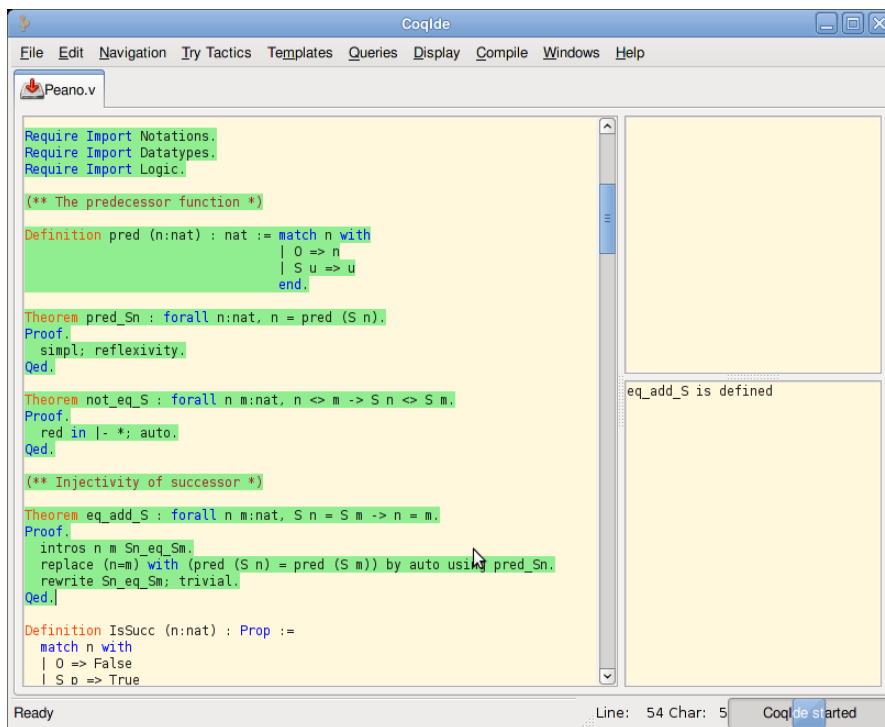 CoqIde
File Edit Navigation Try Tactics Templates Queries Display Compile Windows Help
Peano.v
Require Import Notations.
Require Import Datatypes.
Require Import Logic.
(** The predecessor function *)
Definition pred (n:nat) : nat := match n with
| O => n
| S u => u
end.
Theorem pred_Sn : forall n:nat, n = pred (S n).
Proof.
simpl; reflexivity.
Qed.
Theorem not_eq_S : forall n m:nat, n <> m -> S n <> S m.
Proof.
red in |- *; auto.
Qed.
(** Injectivity of successor *)
Theorem eq_add_S : forall n m:nat, S n = S m -> n = m.
Proof.
intros n m Sn_eq_Sm.
replace (n=m) with (pred (S n) = pred (S m)) by auto using pred_Sn.
rewrite Sn_eq_Sm; trivial.
Qed.
Definition IsSucc (n:nat) : Prop :=
match n with
| O => False
| S p => True
eq_add_S is defined
Ready
Line: 54 Char: 5
CoqIde started